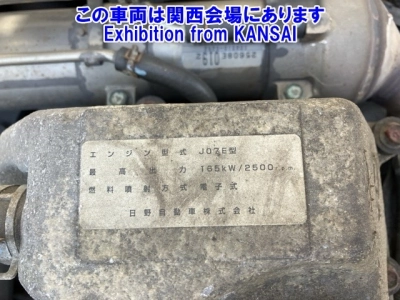 この車両は関西会場にあります
Exhibition from KANSAI
エンジン型式 J07E型
最高出力 165kW/2500r.p.m.
燃料噴射方式 電子式
日野自動車株式会社